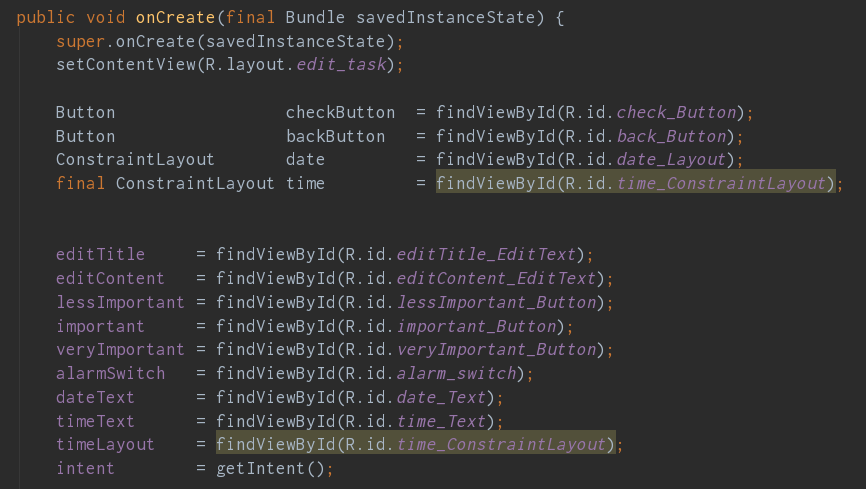 public void onCreate(final Bundle savedInstanceState) {
    super.onCreate(savedInstanceState);
    setContentView(R.layout.edit_task);

    Button                 checkButton  = findViewById(R.id.check_Button);
    Button                 backButton   = findViewById(R.id.back_Button);
    ConstraintLayout       date         = findViewById(R.id.date_Layout);
    final ConstraintLayout time         = findViewById(R.id.time_ConstraintLayout);


    editTitle     = findViewById(R.id.editTitle_EditText);
    editContent   = findViewById(R.id.editContent_EditText);
    lessImportant = findViewById(R.id.lessImportant_Button);
    important     = findViewById(R.id.important_Button);
    veryImportant = findViewById(R.id.veryImportant_Button);
    alarmSwitch   = findViewById(R.id.alarm_switch);
    dateText      = findViewById(R.id.date_Text);
    timeText      = findViewById(R.id.time_Text);
    timeLayout    = findViewById(R.id.time_ConstraintLayout);
    intent        = getIntent();